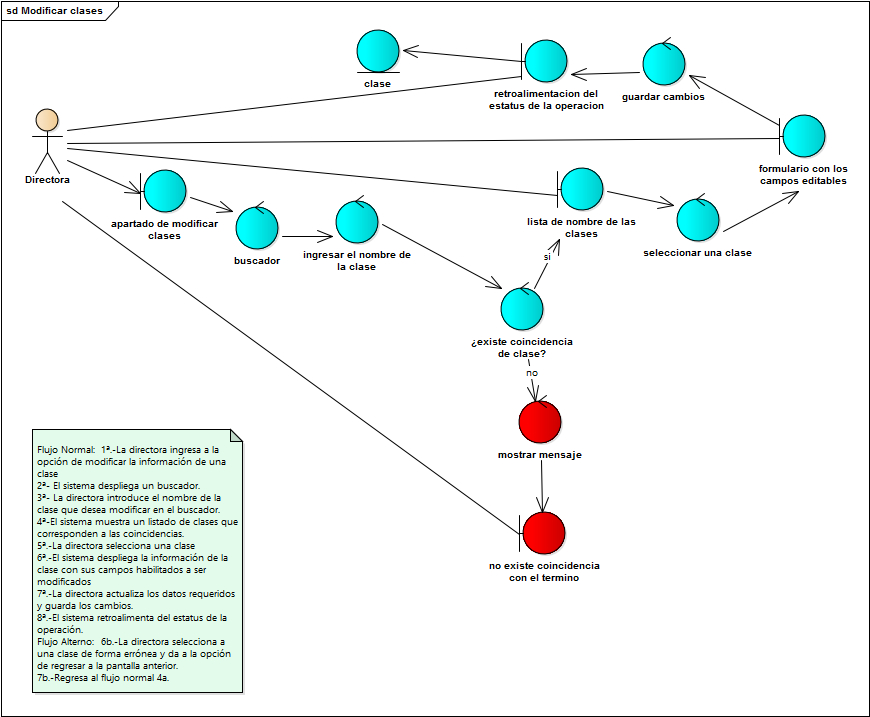 sd Modificar clases
clase
retroalimentacion del
estatus de la operacion
guardar cambios
formulario con los
campos editables
Directora
apartado de modificar
clases
buscador
ingresar el nombre de
la clase
lista de nombre de las
clases
seleccionar una clase
si
¿existe coincidencia
de clase?
no
mostrar mensaje
no existe coincidencia
con el termino
Flujo Normal:  1ª.-La directora ingresa a la
opción de modificar la información de una
clase
2ª- El sistema despliega un buscador.
3ª- La directora introduce el nombre de la
clase que desea modificar en el buscador.
4ª-El sistema muestra un listado de clases que
corresponden a las coincidencias.
5ª.-La directora selecciona una clase
6ª.-El sistema despliega la información de la
clase con sus campos habilitados a ser
modificados
7ª.-La directora actualiza los datos requeridos
y guarda los cambios.
8ª.-El sistema retroalimenta del estatus de la
operación.
Flujo Alterno:  6b.-La directora selecciona a
una clase de forma errónea y da a la opción
de regresar a la pantalla anterior.
7b.-Regresa al flujo normal 4a.